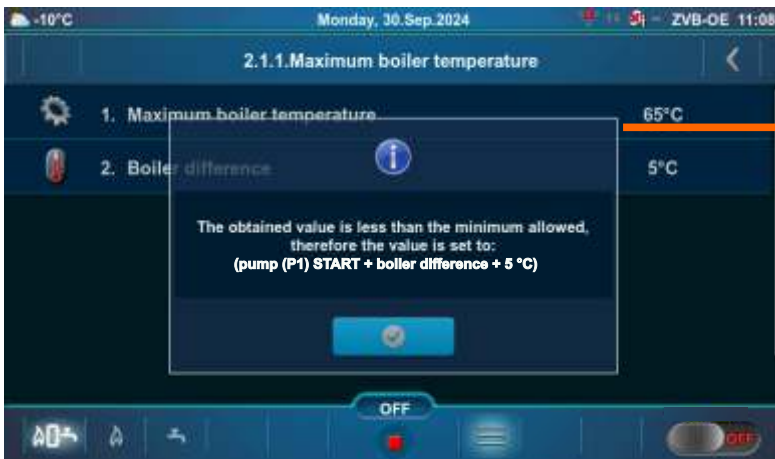 -10°C Monday, 30.Sep.2024 ZVB-OE 11:08
2.1.1.Maximum boiler temperature
1. Maximum boiler temperature 65°C
2. Boiler difference 5°C
The obtained value is less than the minimum allowed,
therefore the value is set to:
(pump (P1) START + boiler difference + 5 °C)
OFF
OFF